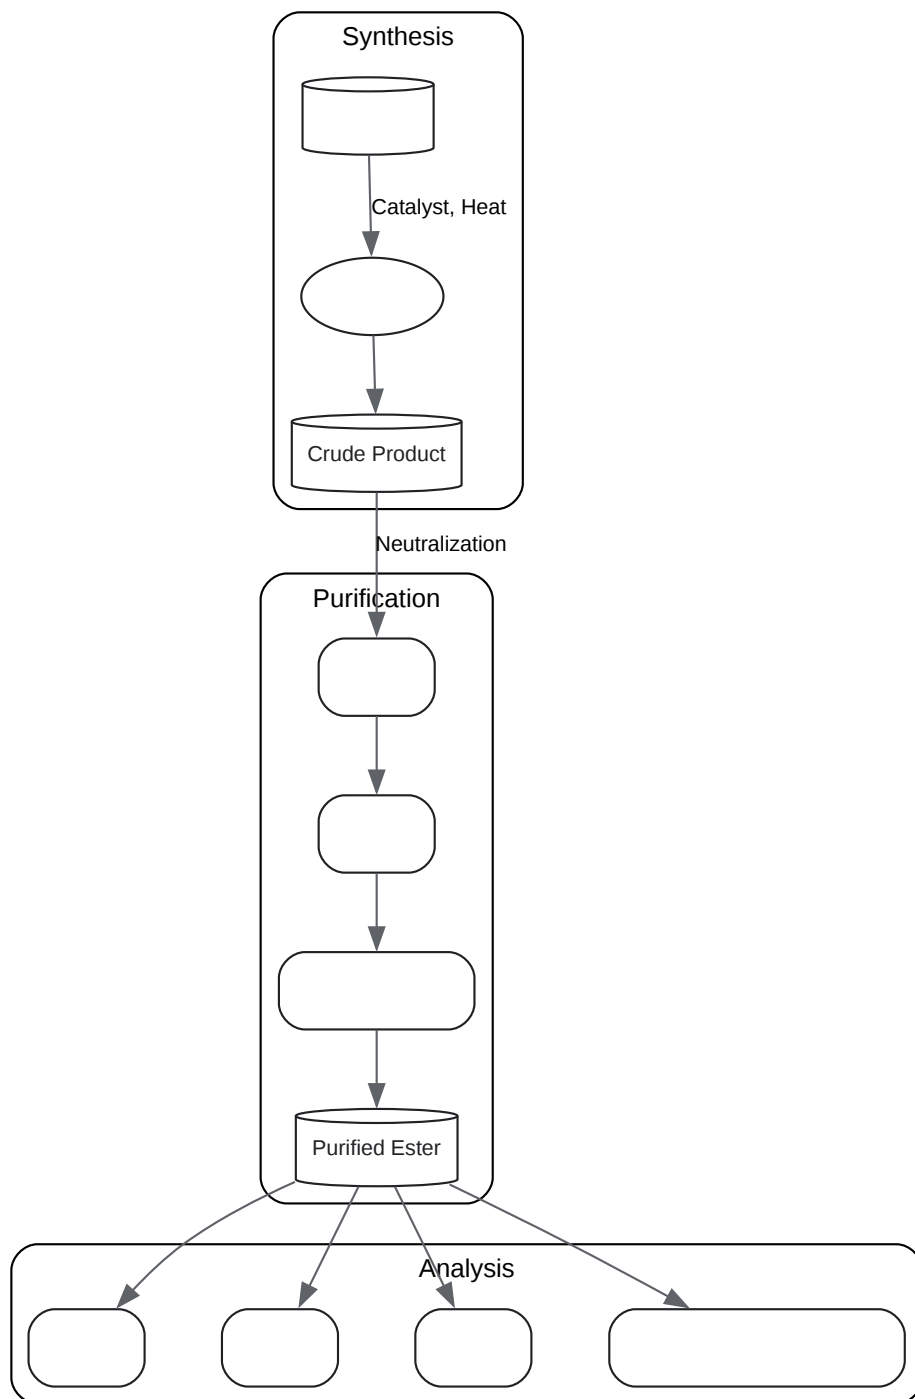 Synthesis
Catalyst, Heat
Crude Product
Neutralization
Purification
Purified Ester
Analysis